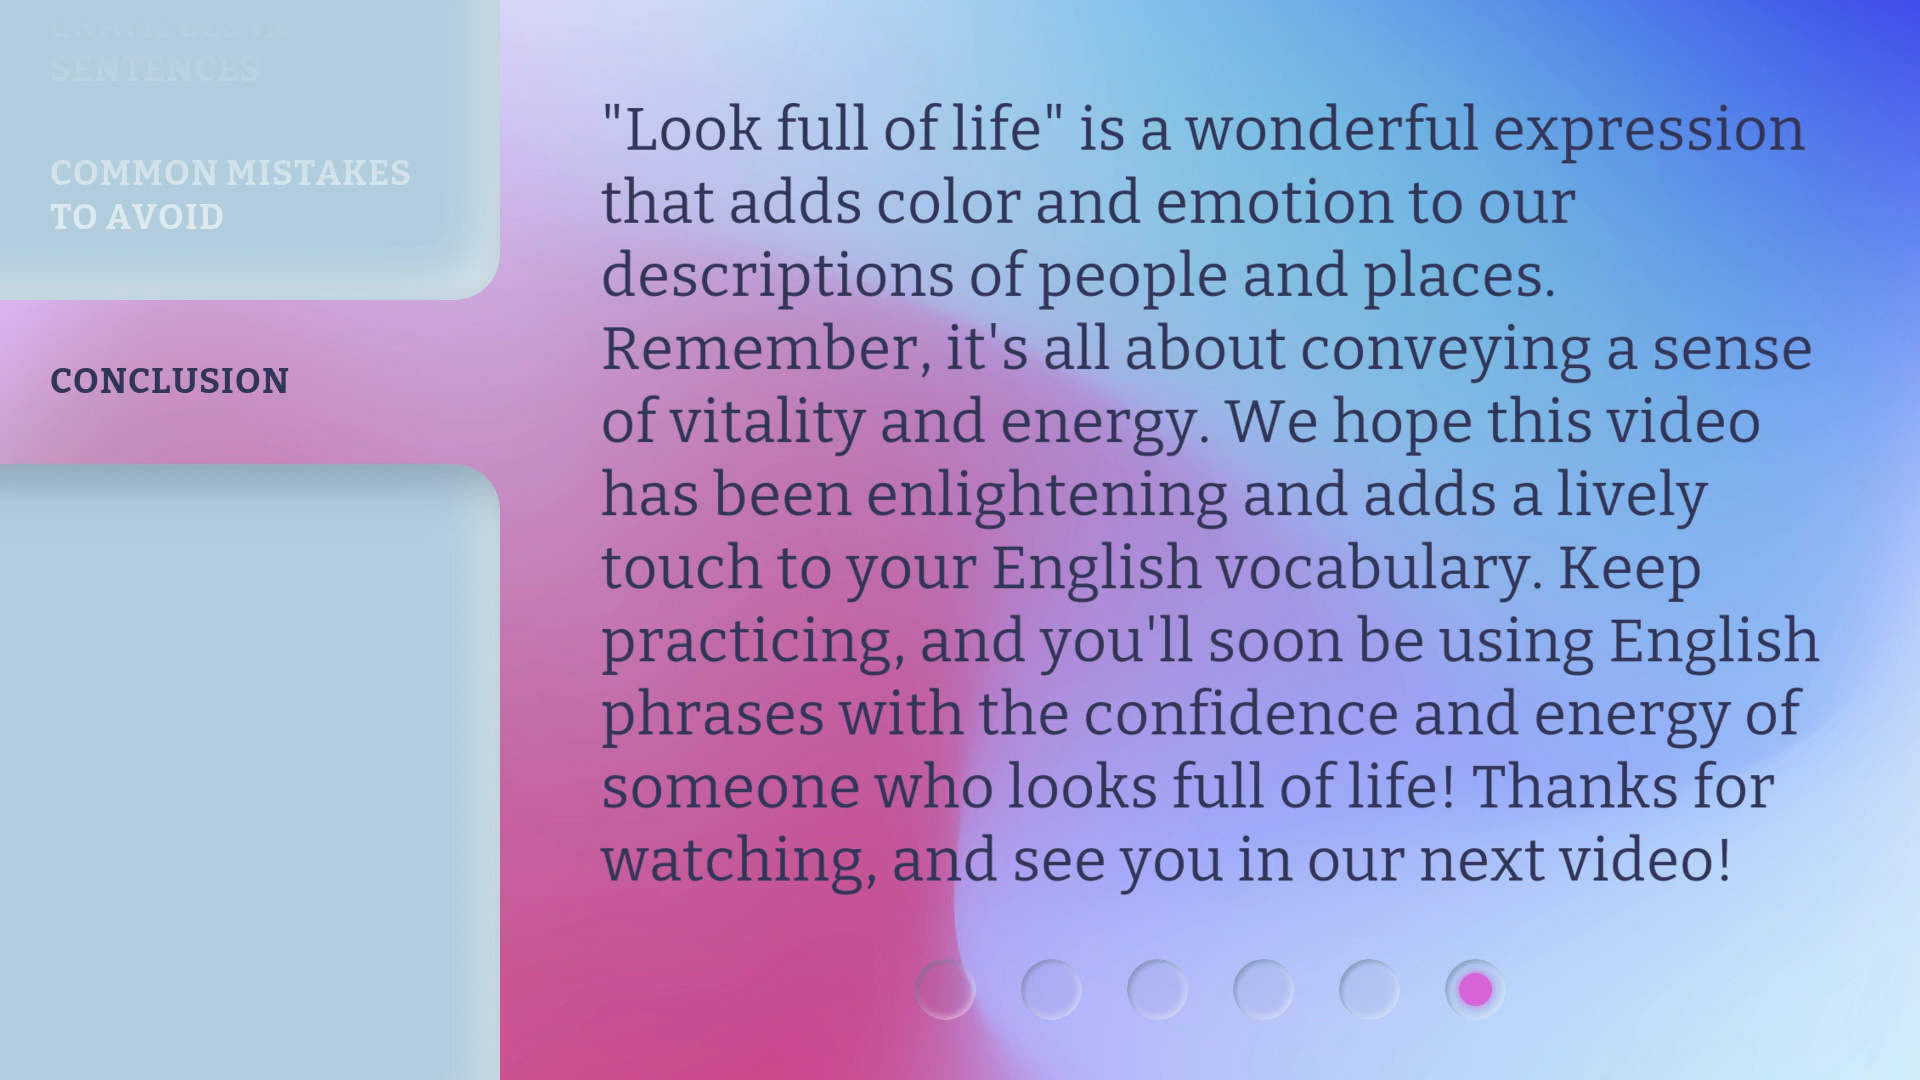 SENTENCES
COMMON MISTAKES
TO AVOID
CONCLUSION
"Look full of life" is a wonderful expression
that adds color and emotion to our
descriptions of people and places.
Remember, it's all about conveying a sense
of vitality and energy. We hope this video
has been enlightening and adds a lively
touch to your English vocabulary. Keep
practicing, and you'll soon be using English
phrases with the confidence and energy of
someone who looks full of life! Thanks for
watching, and see you in our next video!